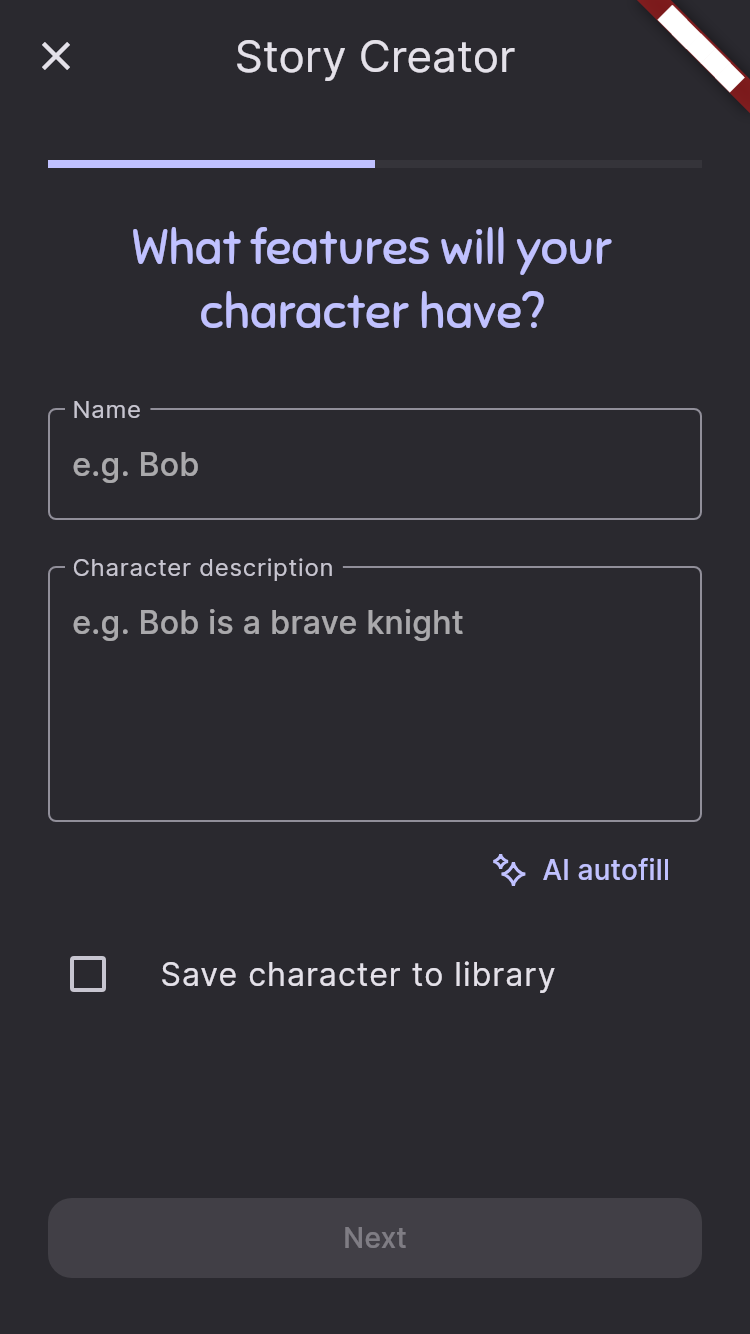 Story Creator
What features will your
character have?
Name
e.g. Bob
Character description
e.g. Bob is a brave knight
AI autofill
Save character to library
Next